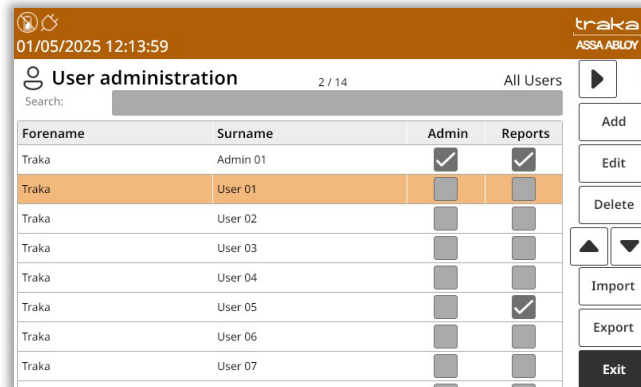 traka
01/05/2025 12:13:59
ASSA ABLOY
User administration 2 / 14 All Users
Search:
Forename Surname Admin Reports
Traka Admin 01
Traka User 01
Traka User 02
Traka User 03
Traka User 04
Traka User 05
Traka User 06
Traka User 07
Add
Edit
Delete
Import
Export
Exit